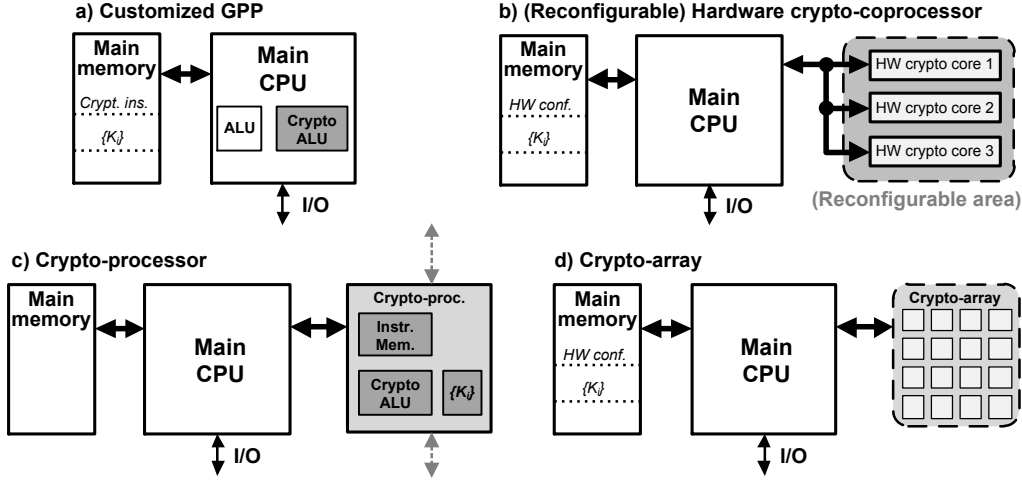 a) Customized GPP
Main
memory
Crypt. ins.
{Ki}
Main
CPU
ALU
Crypto
ALU
I/O
b) (Reconfigurable) Hardware crypto-coprocessor
Main
memory
HW conf.
{Ki}
Main
CPU
I/O
HW crypto core 1
HW crypto core 2
HW crypto core 3
(Reconfigurable area)
c) Crypto-processor
Main
memory
Main
CPU
I/O
Crypto-proc.
Instr.
Mem.
Crypto
ALU
{Ki}
d) Crypto-array
Main
memory
HW conf.
{Ki}
Main
CPU
I/O
Crypto-array